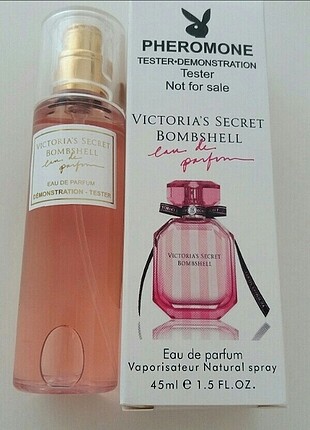 VICTORIA'S SECRET
BOMBSHELL
eau de
parfum
EAU DE PARFUM
DÉMONSTRATION - TESTER
PHEROMONE
TESTER•DEMONSTRATION
Tester
Not for sale
VICTORIA'S SECRET
BOMBSHELL
eau de
parfum
VICTORIA'S SECRET
BOMBSHELL
Eau de parfum
Vaporisateur Natural spray
45ml e 1.5 FL.OZ.